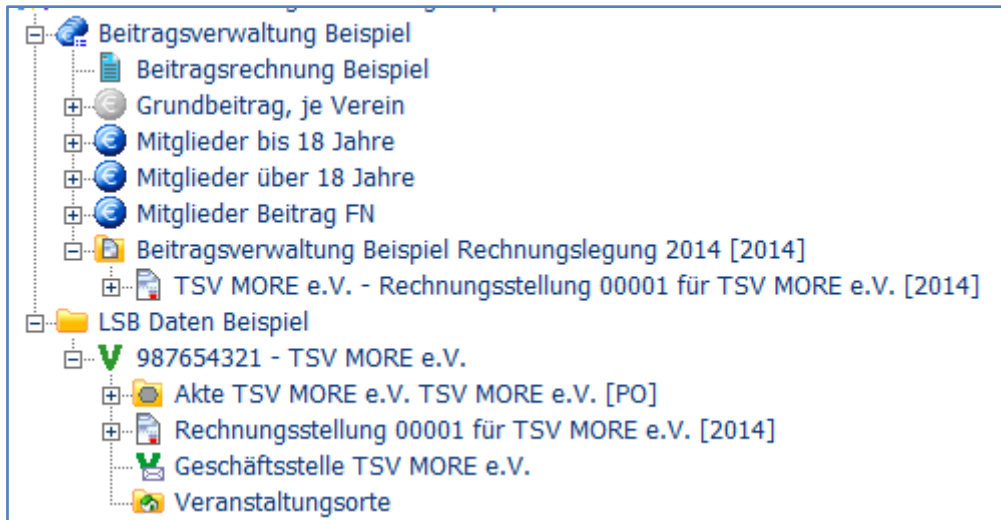 Beitragsverwaltung Beispiel
Beitragsrechnung Beispiel
Grundbeitrag, je Verein
Mitglieder bis 18 Jahre
Mitglieder über 18 Jahre
Mitglieder Beitrag FN
Beitragsverwaltung Beispiel Rechnungslegung 2014 [2014]
TSV MORE e.V. - Rechnungsstellung 00001 für TSV MORE e.V. [2014]
LSB Daten Beispiel
987654321 - TSV MORE e.V.
Akte TSV MORE e.V. TSV MORE e.V. [PO]
Rechnungsstellung 00001 für TSV MORE e.V. [2014]
Geschäftsstelle TSV MORE e.V.
Veranstaltungsorte